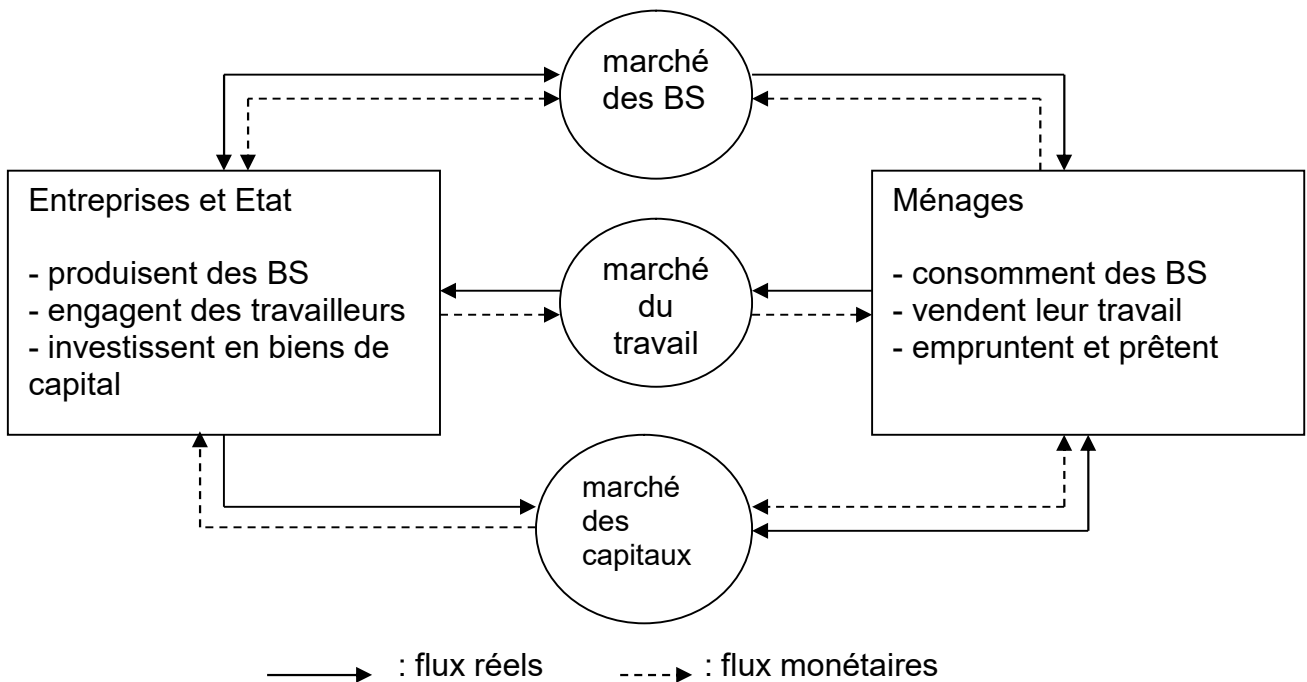 marché
des BS
Entreprises et Etat
- produisent des BS
- engagent des travailleurs
- investissent en biens de
capital
marché
du
travail
Ménages
- consomment des BS
- vendent leur travail
- empruntent et prêtent
marché
des
capitaux
: flux réels
: flux monétaires